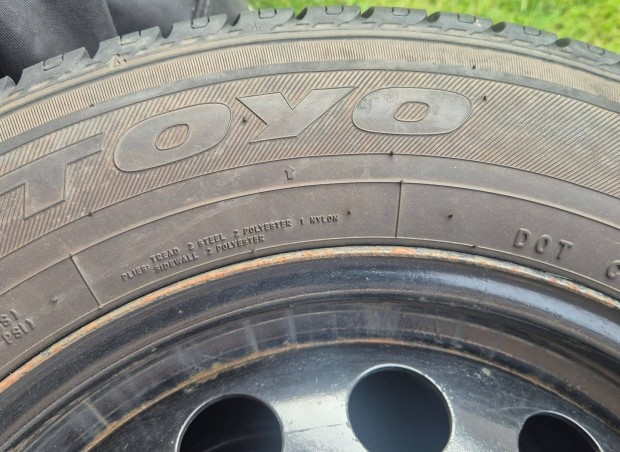 TOYO
PLIES: TREAD 2 STEEL 2 POLYESTER 1 NYLON
SIDEWALL 2 POLYESTER
DOT